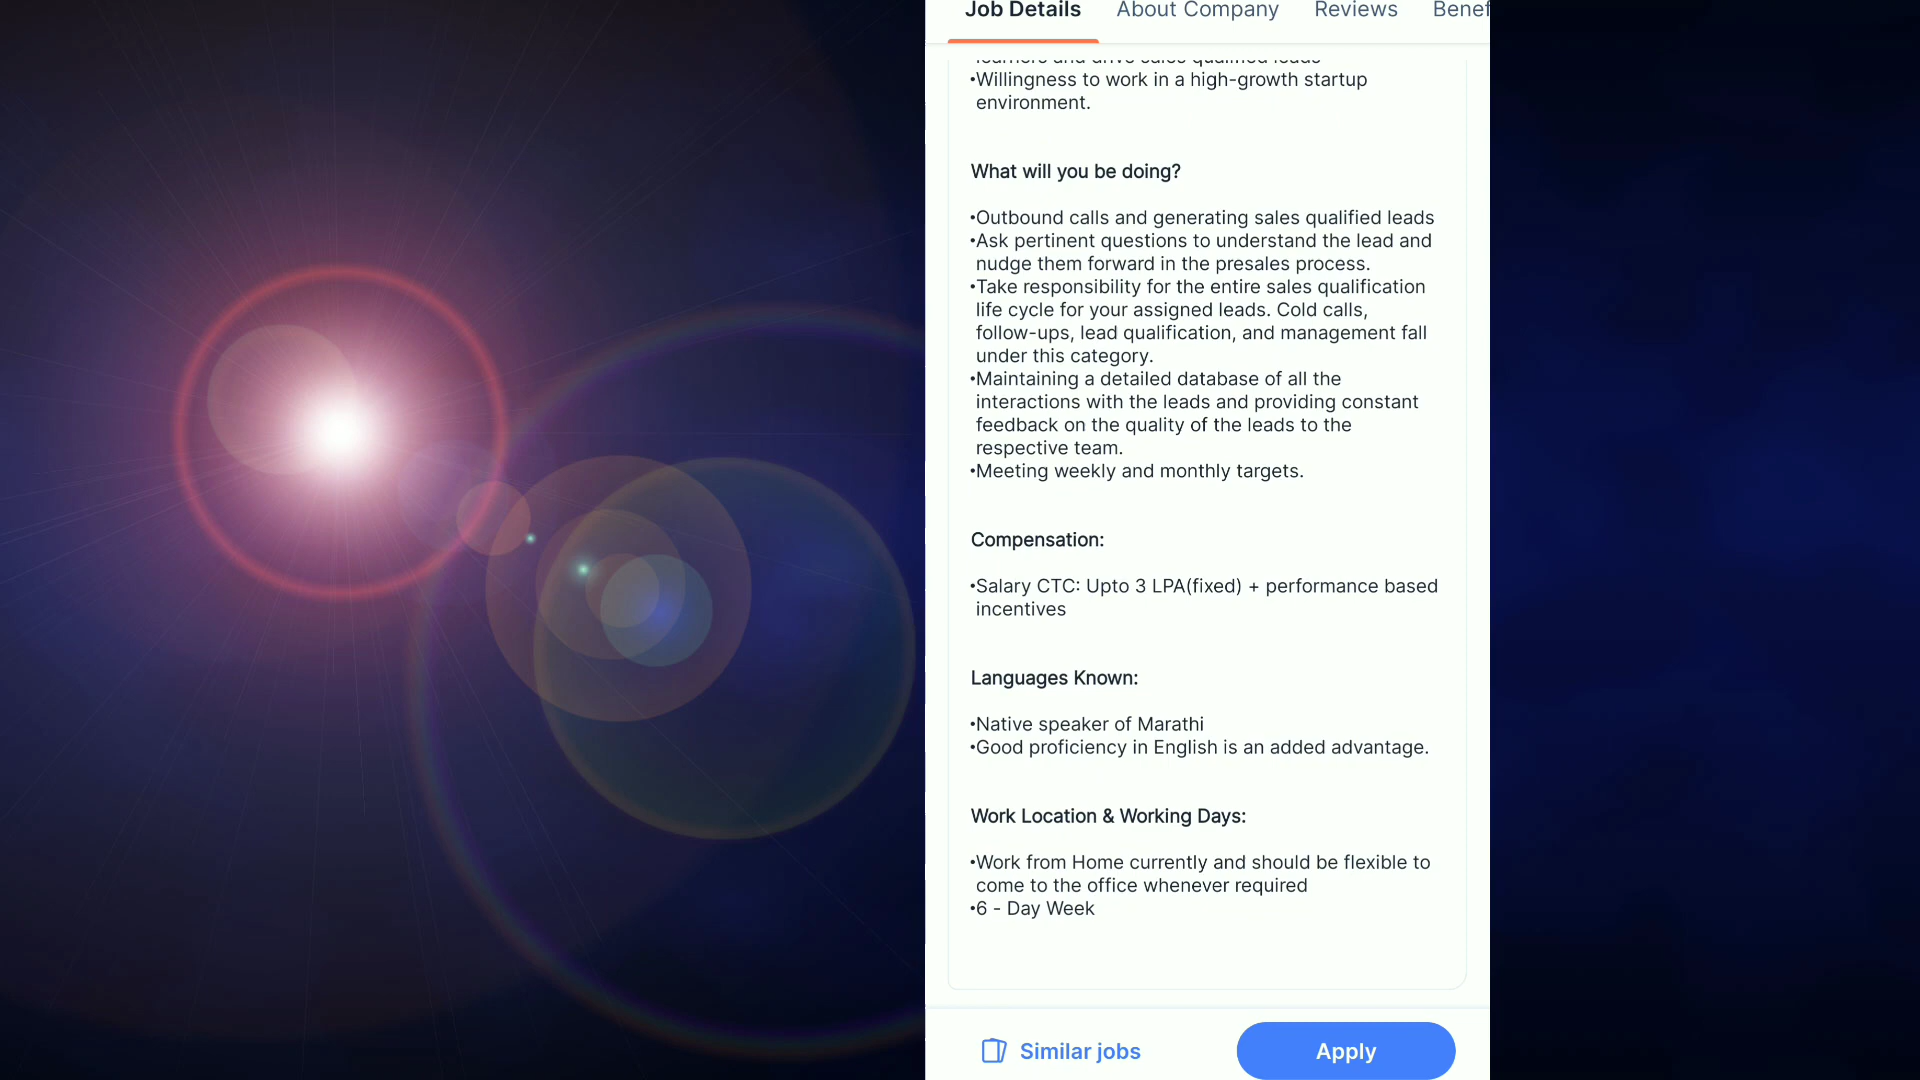 Job Details About Company Reviews Benef
learners and drive sales qualified leads
•Willingness to work in a high-growth startup
environment.
What will you be doing?
•Outbound calls and generating sales qualified leads
•Ask pertinent questions to understand the lead and
nudge them forward in the presales process.
•Take responsibility for the entire sales qualification
life cycle for your assigned leads. Cold calls,
follow-ups, lead qualification, and management fall
under this category.
•Maintaining a detailed database of all the
interactions with the leads and providing constant
feedback on the quality of the leads to the
respective team.
•Meeting weekly and monthly targets.
Compensation:
•Salary CTC: Upto 3 LPA(fixed) + performance based
incentives
Languages Known:
•Native speaker of Marathi
•Good proficiency in English is an added advantage.
Work Location & Working Days:
•Work from Home currently and should be flexible to
come to the office whenever required
•6 - Day Week
Similar jobs
Apply